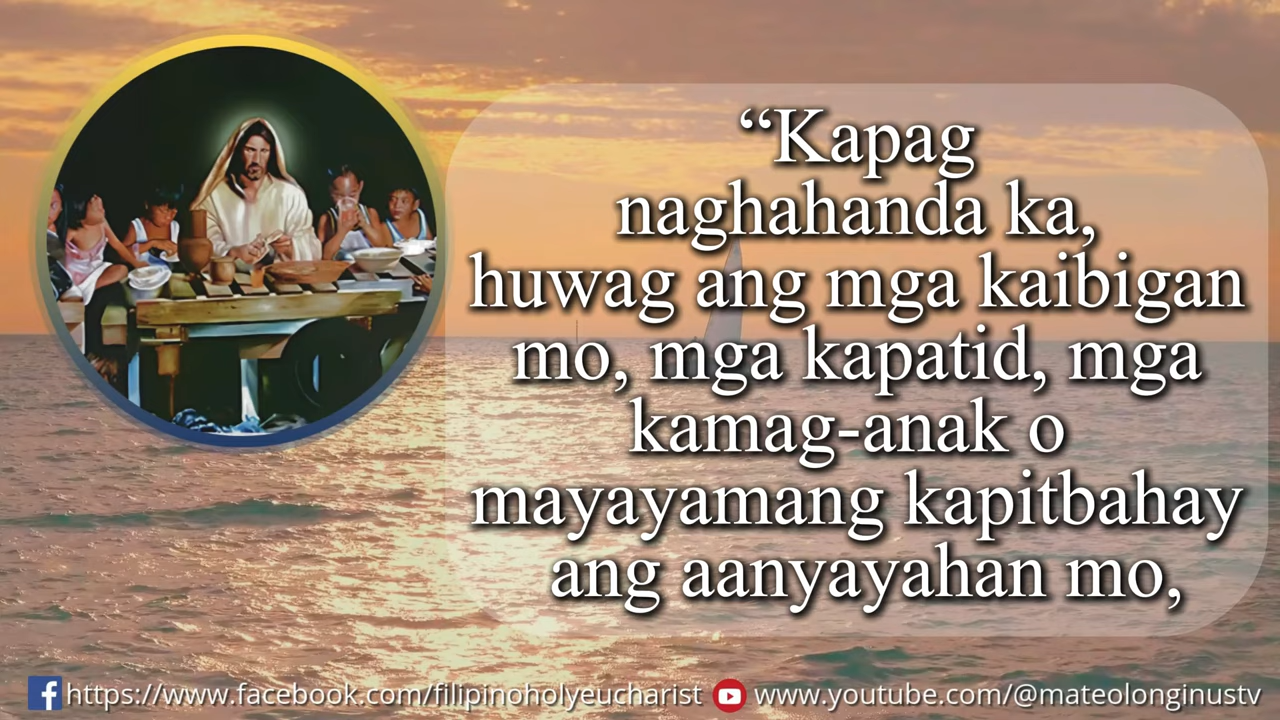 “Kapag
naghahanda ka,
huwag ang mga kaibigan
mo, mga kapatid, mga
kamag-anak o
mayayamang kapitbahay
ang aanyayahan mo,
https://www.facebook.com/filipinoholyeucharist www.youtube.com/@mateolonginustv